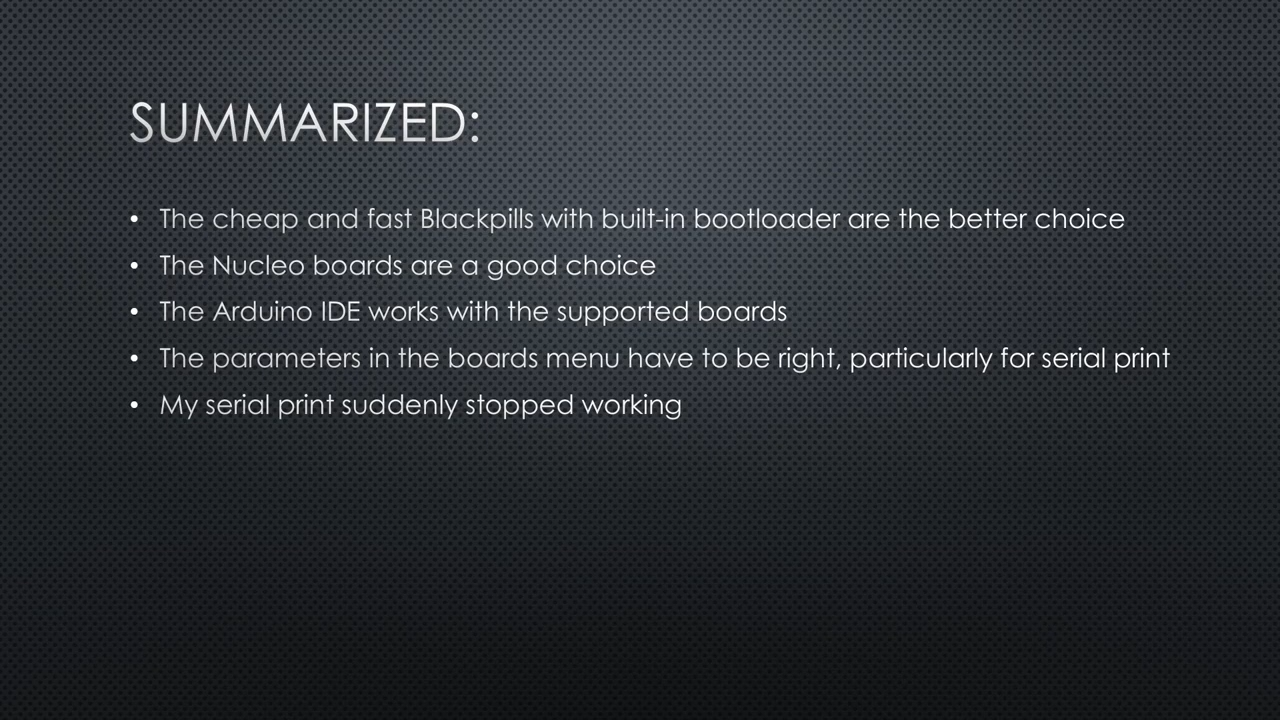 SUMMARIZED:
• The cheap and fast Blackpills with built-in bootloader are the better choice
• The Nucleo boards are a good choice
• The Arduino IDE works with the supported boards
• The parameters in the boards menu have to be right, particularly for serial print
• My serial print suddenly stopped working